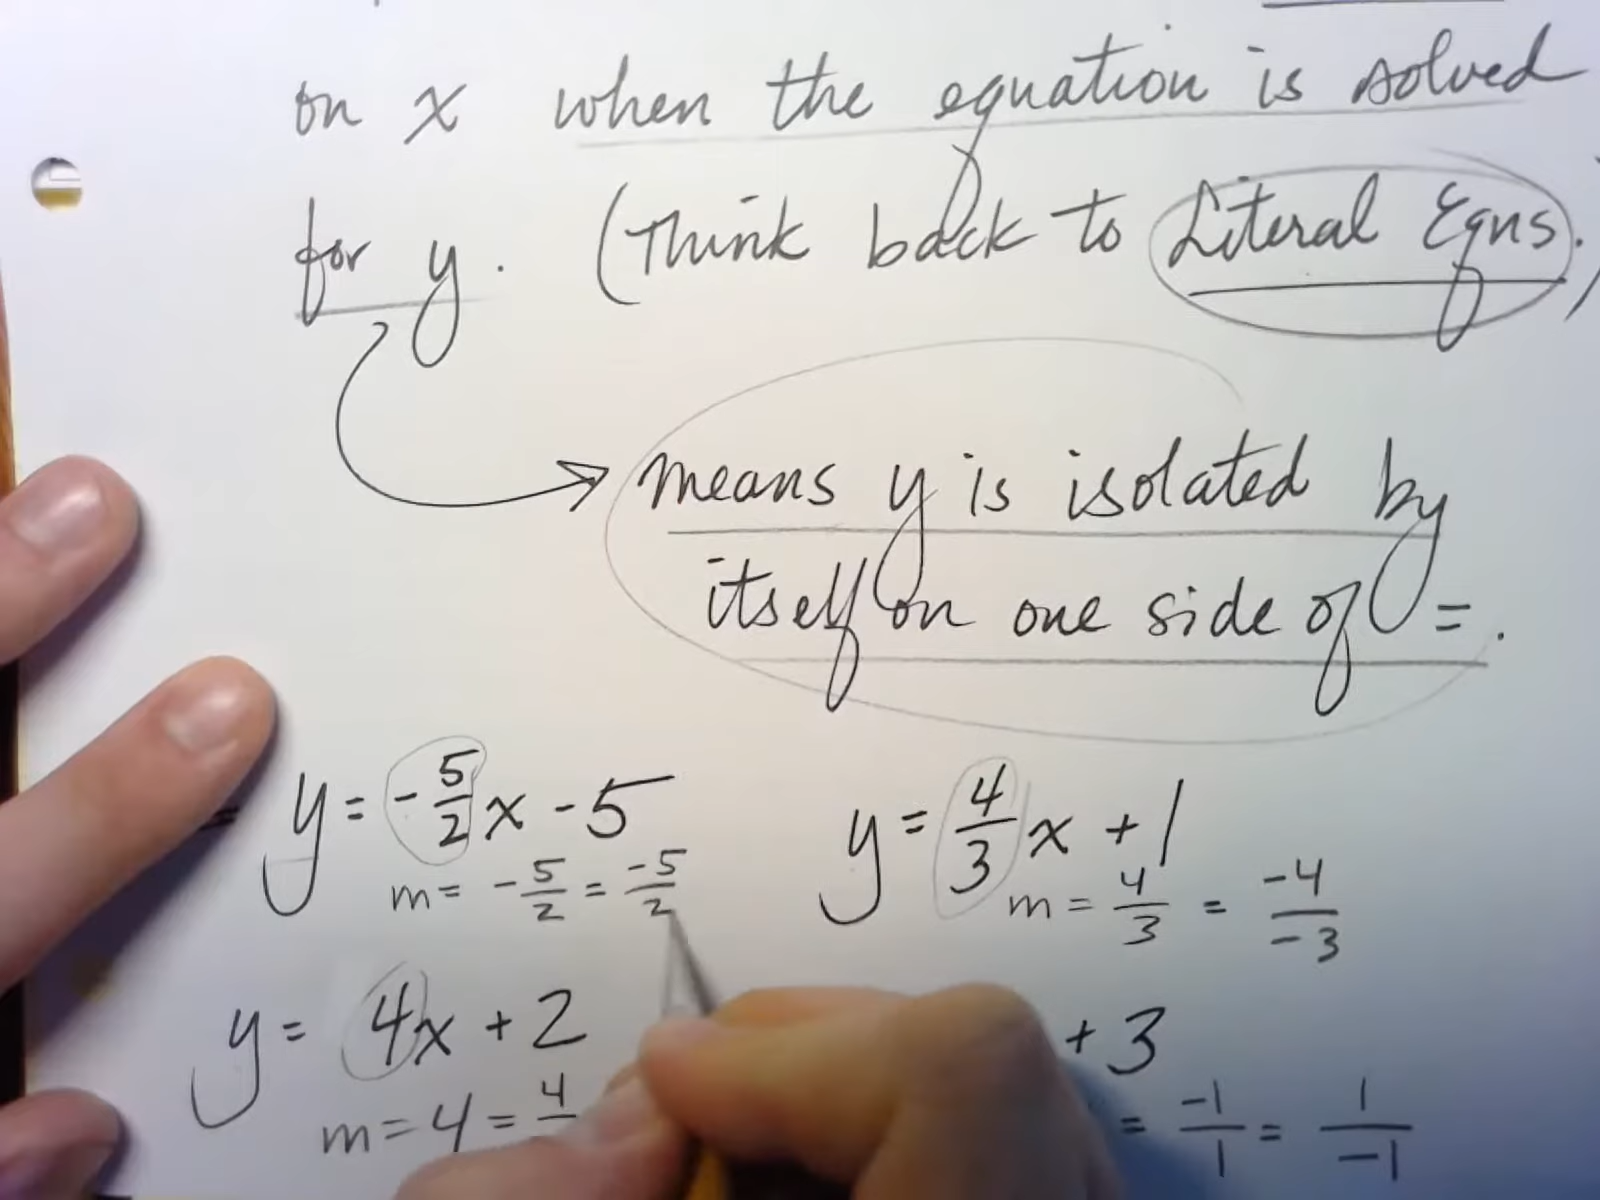 on x when the equation is solved
for y. (Think back to Literal Eqns.)
means y is isolated by
itself on one side of = .
y = -5/2 x - 5
y = 4/3 x + 1
m = -5/2 = -5/2
m = 4/3 = -4/-3
y = 4x + 2
+ 3
m = 4 = 4
= -1/1 = 1/-1